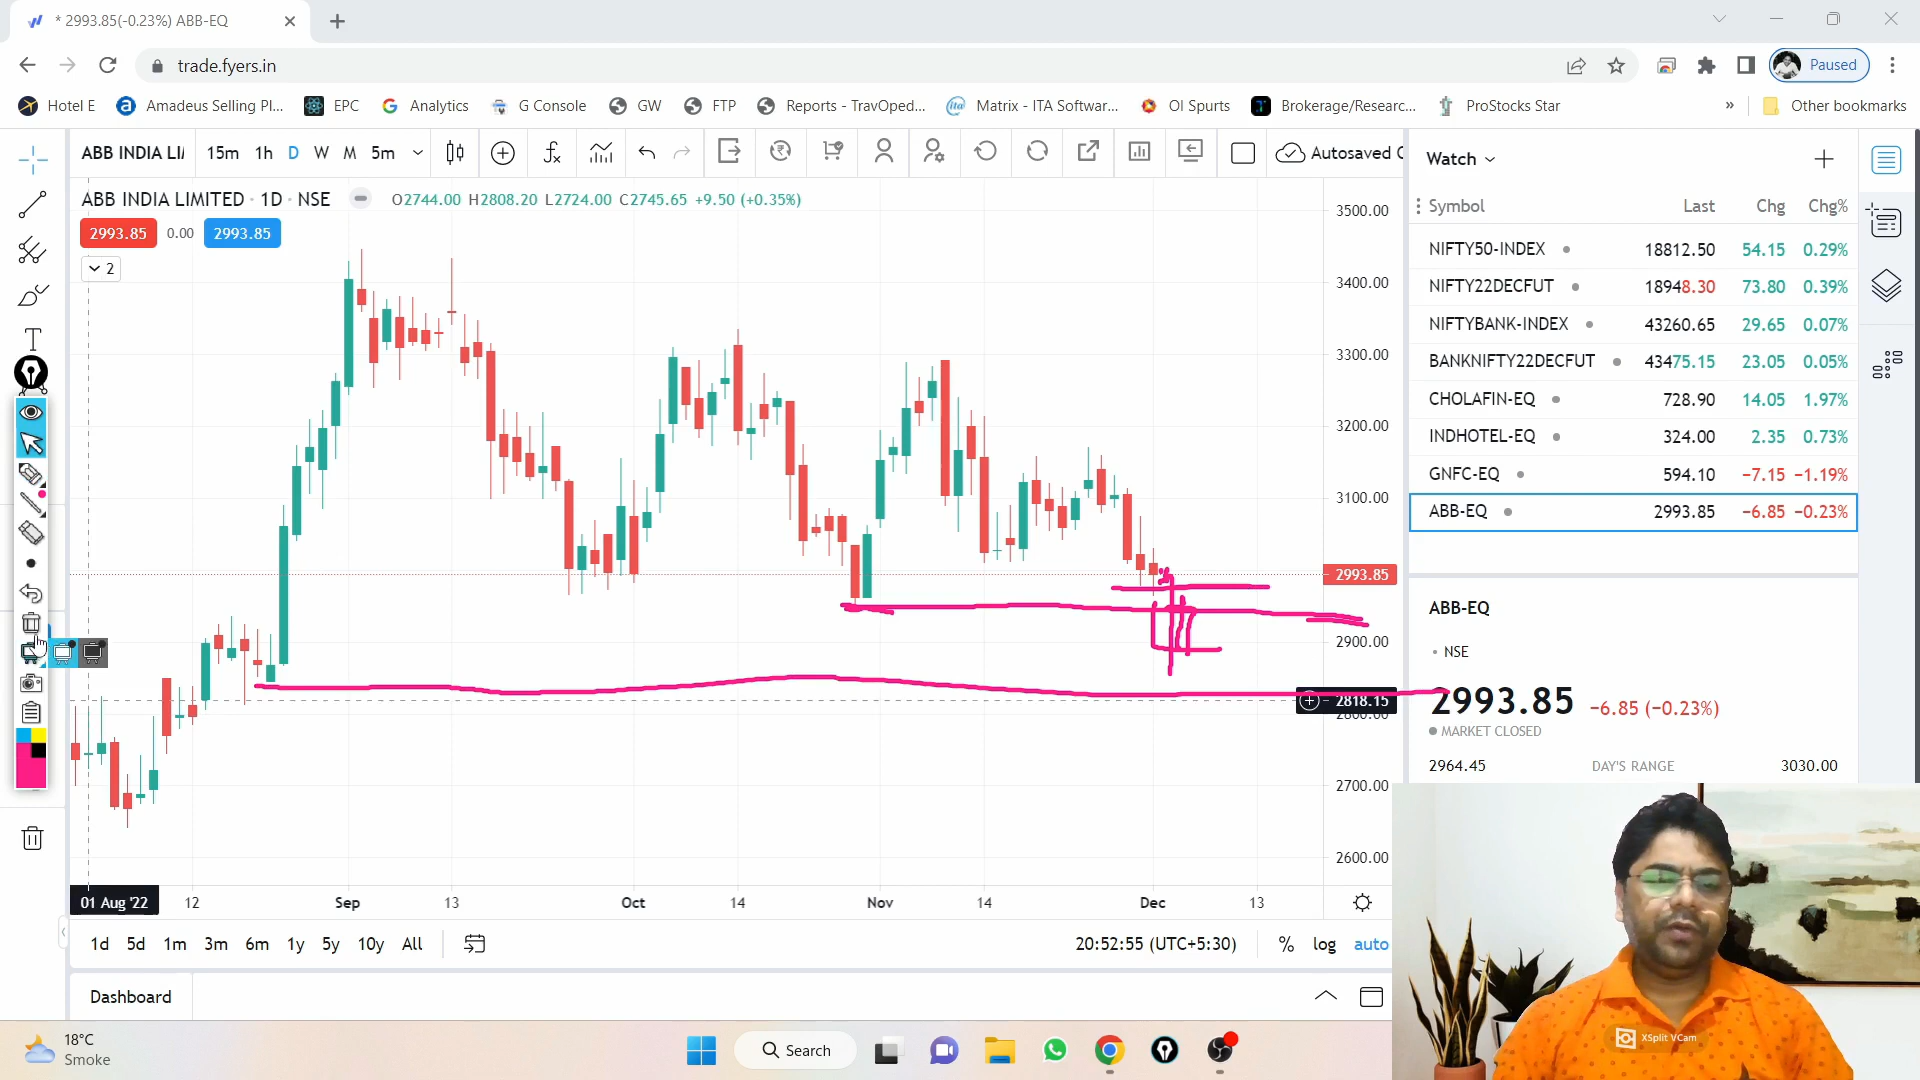 * 2993.85(-0.23%) ABB-EQ
trade.fyers.in
Paused
Hotel E
Amadeus Selling Pl...
EPC
Analytics
G Console
GW
FTP
Reports - TravOped...
Matrix - ITA Softwar...
OI Spurts
Brokerage/Researc...
ProStocks Star
»
Other bookmarks
ABB INDIA LI
15m 1h D W M 5m
Autosaved
ABB INDIA LIMITED · 1D · NSE
O2744.00 H2808.20 L2724.00 C2745.65 +9.50 (+0.35%)
2993.85 0.00 2993.85
2
3500.00
3400.00
3300.00
3200.00
3100.00
2993.85
2900.00
2818.15
2800.00
2700.00
2600.00
01 Aug '22 12 Sep 13 Oct 14 Nov 14 Dec 13
1d 5d 1m 3m 6m 1y 5y 10y All
20:52:55 (UTC+5:30) % log auto
Dashboard
Watch
Symbol Last Chg Chg%
NIFTY50-INDEX 18812.50 54.15 0.29%
NIFTY22DECFUT 18948.30 73.80 0.39%
NIFTYBANK-INDEX 43260.65 29.65 0.07%
BANKNIFTY22DECFUT 43475.15 23.05 0.05%
CHOLAFIN-EQ 728.90 14.05 1.97%
INDHOTEL-EQ 324.00 2.35 0.73%
GNFC-EQ 594.10 −7.15 −1.19%
ABB-EQ 2993.85 −6.85 −0.23%
ABB-EQ
NSE
2993.85 −6.85 (−0.23%)
MARKET CLOSED
2964.45 DAY'S RANGE 3030.00
XSplit VCam
18°C
Smoke
Search